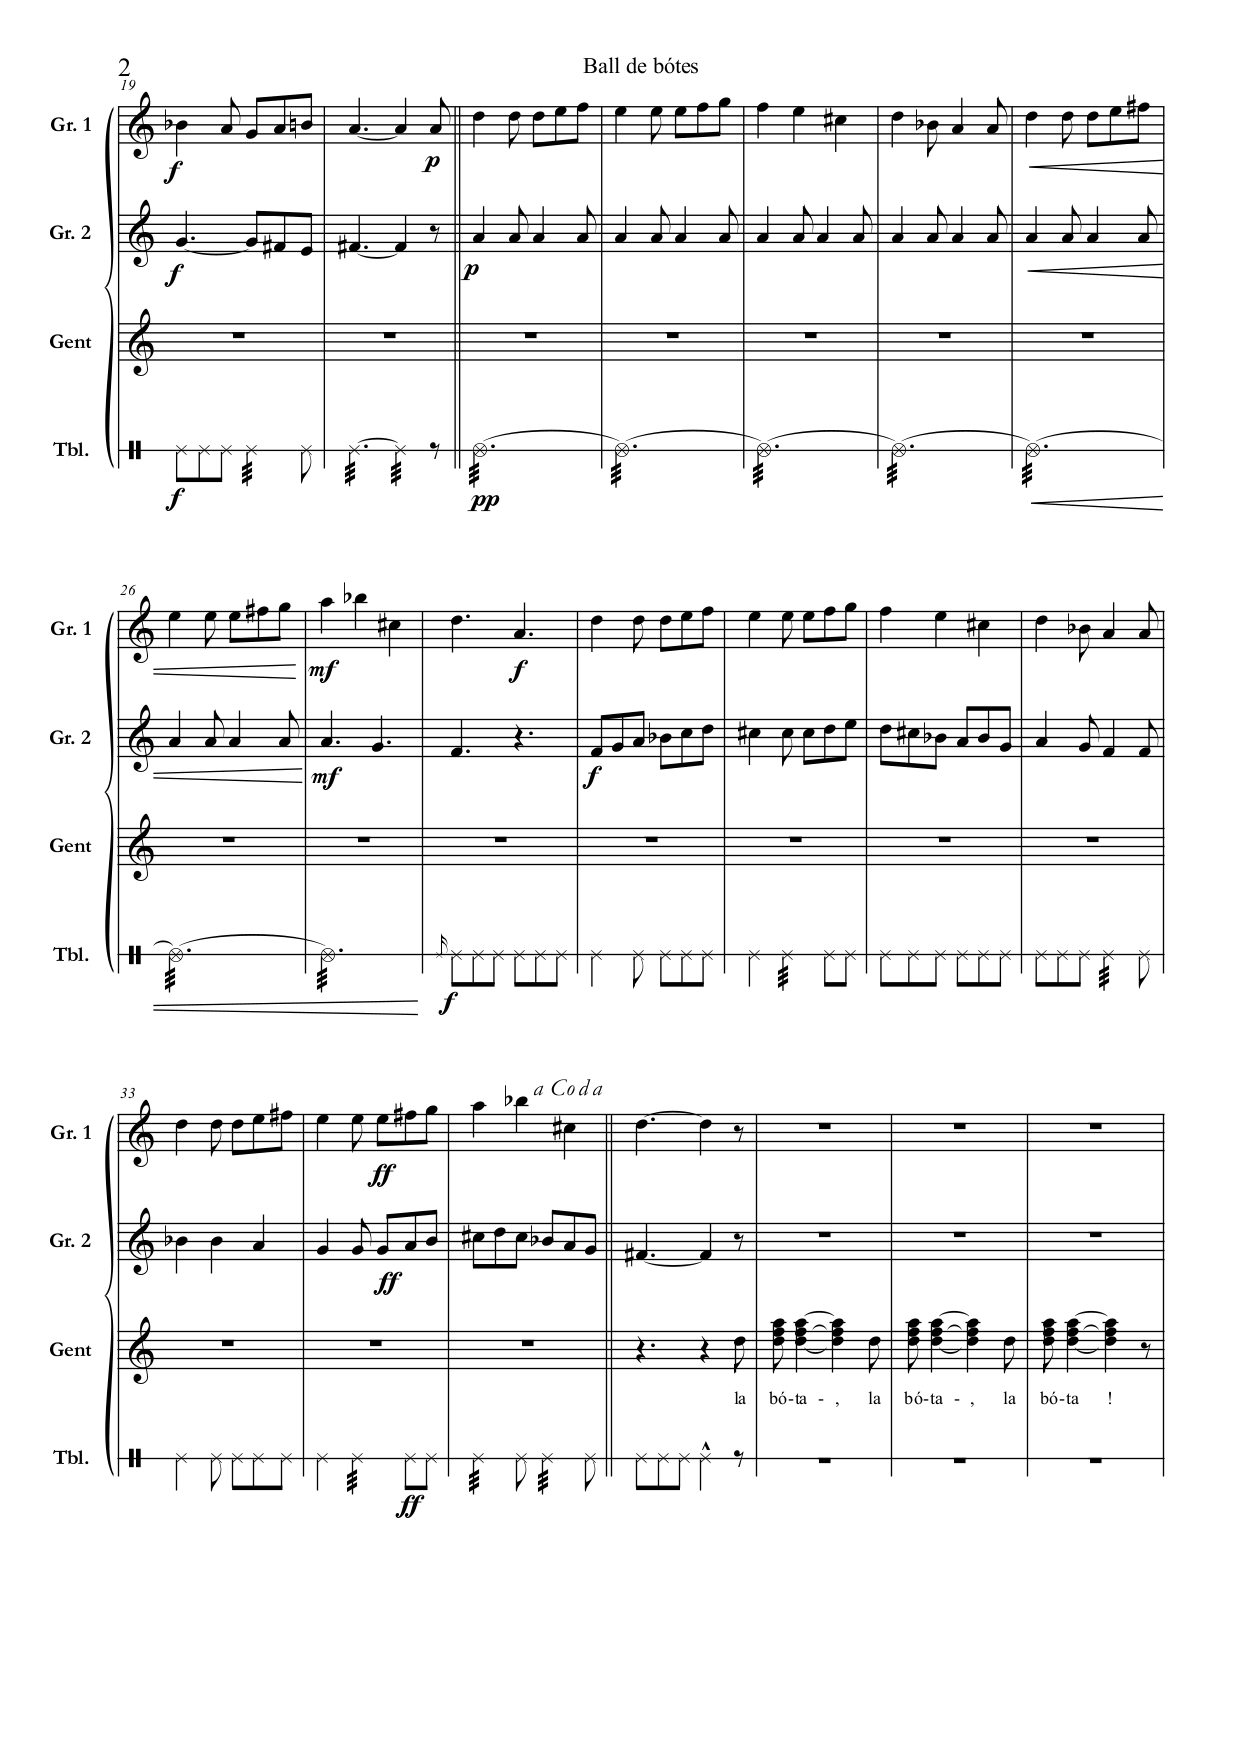 2
Ball de bótes
19
Gr. 1
f
p
Gr. 2
f
p
Gent
Tbl.
f
pp
26
Gr. 1
mf
f
Gr. 2
mf
f
Gent
Tbl.
f
33
a Coda
Gr. 1
ff
Gr. 2
ff
Gent
la bó-ta - , la bó-ta - , la bó-ta !
Tbl.
ff